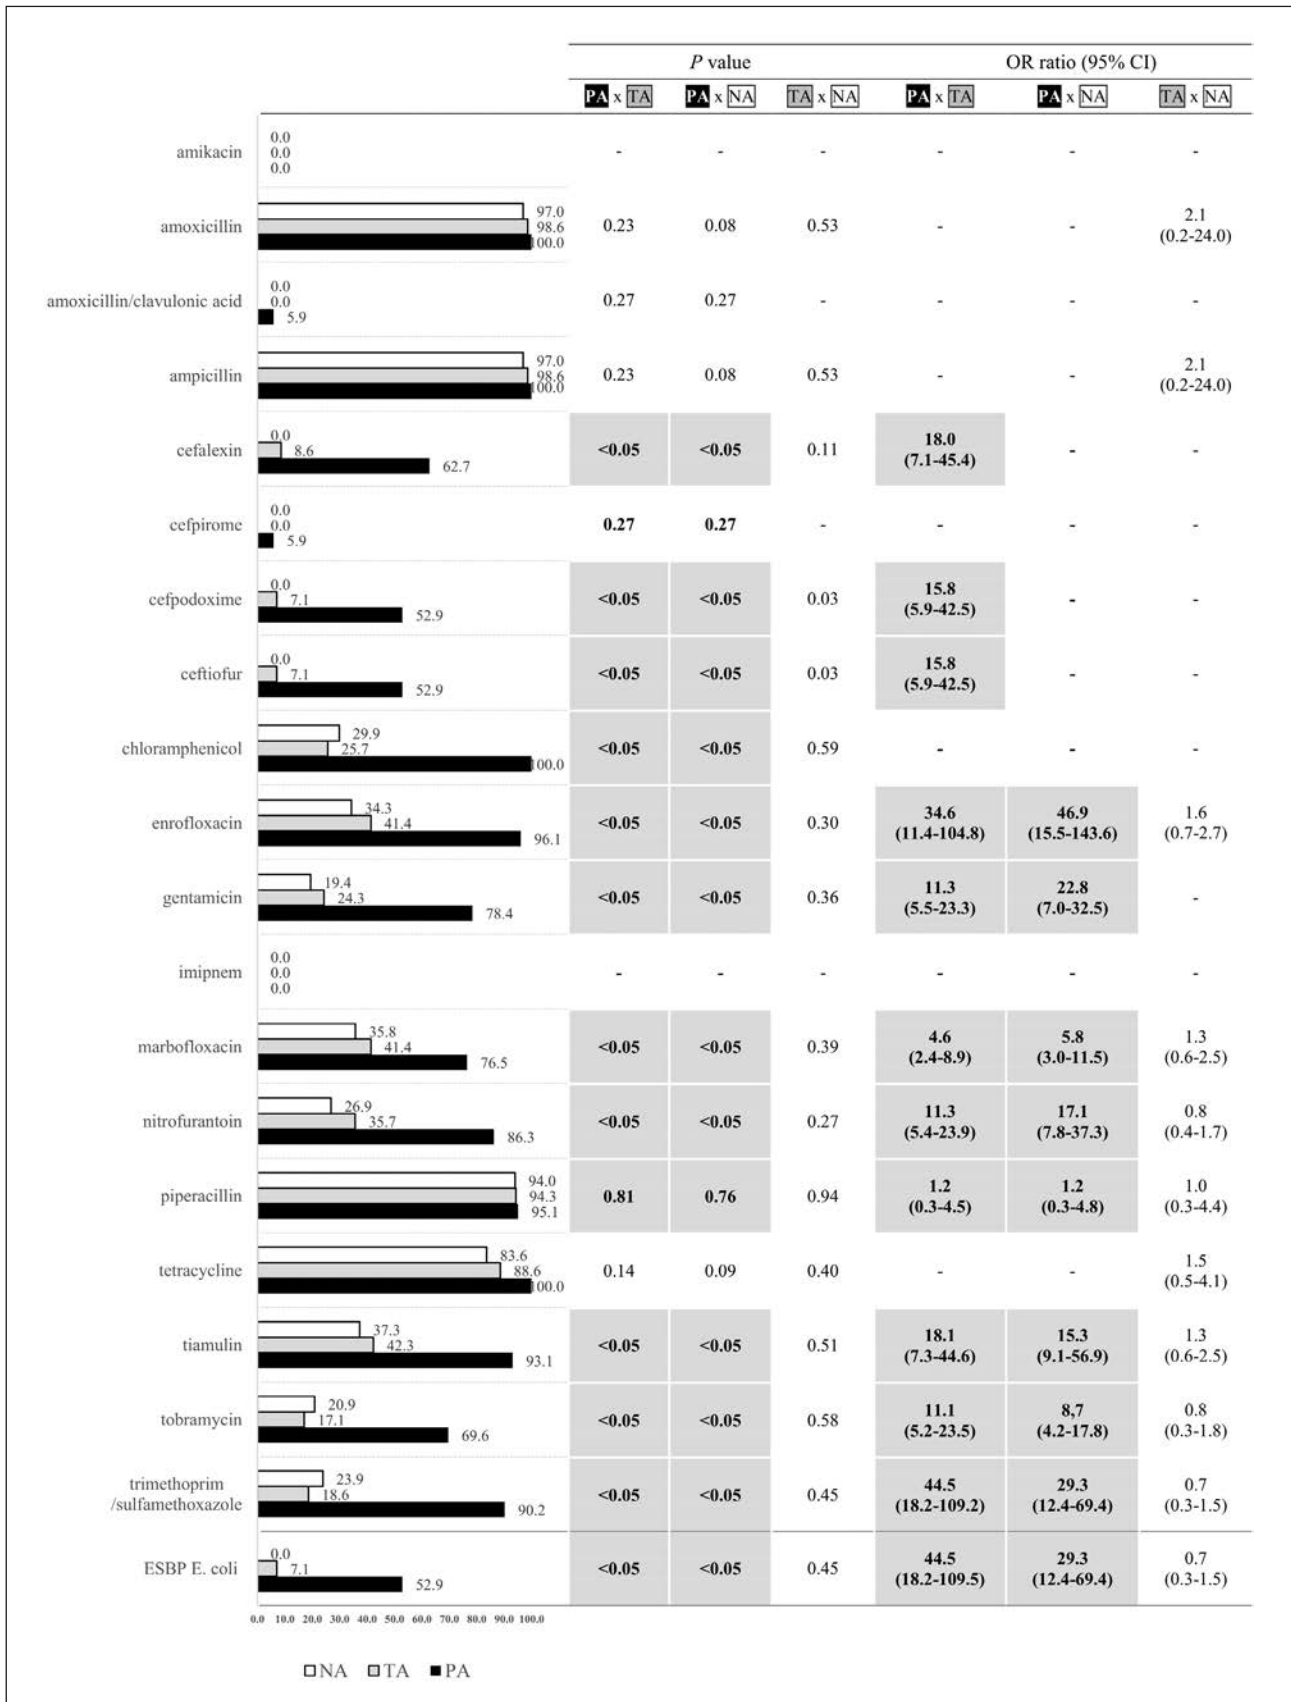 P value OR ratio (95% CI)
PA x TA PA x NA TA x NA PA x TA PA x NA TA x NA
amikacin 0.0 0.0 0.0 - - - - - -
amoxicillin 97.0 98.6 100.0 0.23 0.08 0.53 - - 2.1 (0.2-24.0)
amoxicillin/clavulonic acid 0.0 0.0 5.9 0.27 0.27 - - - -
ampicillin 97.0 98.6 100.0 0.23 0.08 0.53 - - 2.1 (0.2-24.0)
cefalexin 0.0 8.6 62.7 <0.05 <0.05 0.11 18.0 (7.1-45.4) - -
cefpirome 0.0 0.0 5.9 0.27 0.27 - - - -
cefpodoxime 0.0 7.1 52.9 <0.05 <0.05 0.03 15.8 (5.9-42.5) - -
ceftiofur 0.0 7.1 52.9 <0.05 <0.05 0.03 15.8 (5.9-42.5) - -
chloramphenicol 29.9 25.7 100.0 <0.05 <0.05 0.59 - - -
enrofloxacin 34.3 41.4 96.1 <0.05 <0.05 0.30 34.6 (11.4-104.8) 46.9 (15.5-143.6) 1.6 (0.7-2.7)
gentamicin 19.4 24.3 78.4 <0.05 <0.05 0.36 11.3 (5.5-23.3) 22.8 (7.0-32.5) -
imipnem 0.0 0.0 0.0 - - - - - -
marbofloxacin 35.8 41.4 76.5 <0.05 <0.05 0.39 4.6 (2.4-8.9) 5.8 (3.0-11.5) 1.3 (0.6-2.5)
nitrofurantoin 26.9 35.7 86.3 <0.05 <0.05 0.27 11.3 (5.4-23.9) 17.1 (7.8-37.3) 0.8 (0.4-1.7)
piperacillin 94.0 94.3 95.1 0.81 0.76 0.94 1.2 (0.3-4.5) 1.2 (0.3-4.8) 1.0 (0.3-4.4)
tetracycline 83.6 88.6 100.0 0.14 0.09 0.40 - - 1.5 (0.5-4.1)
tiamulin 37.3 42.3 93.1 <0.05 <0.05 0.51 18.1 (7.3-44.6) 15.3 (9.1-56.9) 1.3 (0.6-2.5)
tobramycin 20.9 17.1 69.6 <0.05 <0.05 0.58 11.1 (5.2-23.5) 8,7 (4.2-17.8) 0.8 (0.3-1.8)
trimethoprim /sulfamethoxazole 23.9 18.6 90.2 <0.05 <0.05 0.45 44.5 (18.2-109.2) 29.3 (12.4-69.4) 0.7 (0.3-1.5)
ESBP E. coli 0.0 7.1 52.9 <0.05 <0.05 0.45 44.5 (18.2-109.5) 29.3 (12.4-69.4) 0.7 (0.3-1.5)
0.0 10.0 20.0 30.0 40.0 50.0 60.0 70.0 80.0 90.0 100.0
NA TA PA